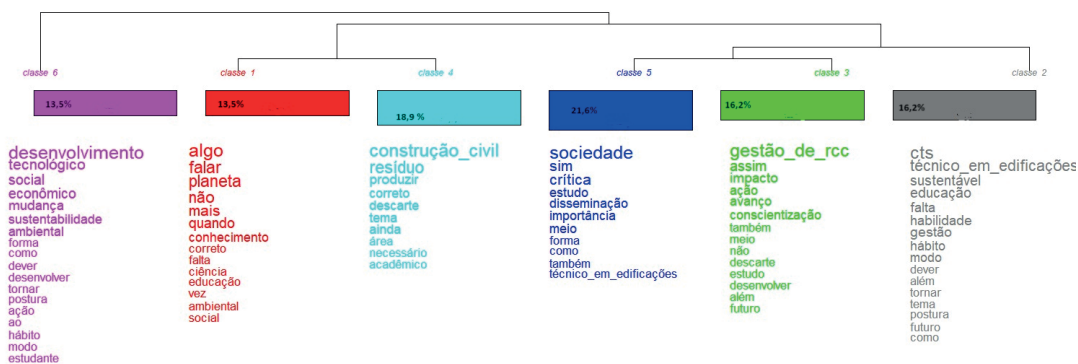 classe 6
classe 1
classe 4
classe 5
classe 3
classe 2
13,5%
13,5%
18,9 %
21,6%
16,2%
16,2%
desenvolvimento
tecnológico
social
econômico
mudança
sustentabilidade
ambiental
forma
como
dever
desenvolver
tornar
postura
ação
ao
hábito
modo
estudante
algo
falar
planeta
não
mais
quando
conhecimento
correto
falta
ciência
educação
vez
ambiental
social
construção_civil
resíduo
produzir
correto
descarte
tema
ainda
área
necessário
acadêmico
sociedade
sim
crítica
estudo
disseminação
importância
meio
forma
como
também
técnico_em_edificações
gestão_de_rcc
assim
impacto
ação
avanço
conscientização
também
meio
não
descarte
estudo
desenvolver
além
futuro
cts
técnico_em_edificações
sustentável
educação
falta
habilidade
gestão
hábito
modo
dever
além
tornar
tema
postura
futuro
como